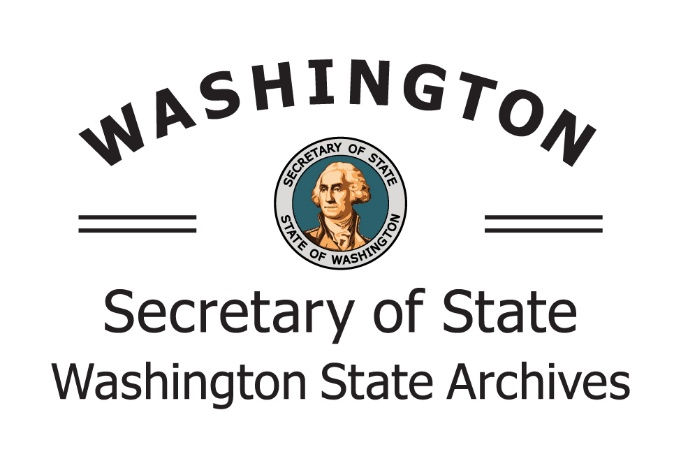 WASHINGTON
SECRETARY OF STATE
STATE OF WASHINGTON
Secretary of State
Washington State Archives